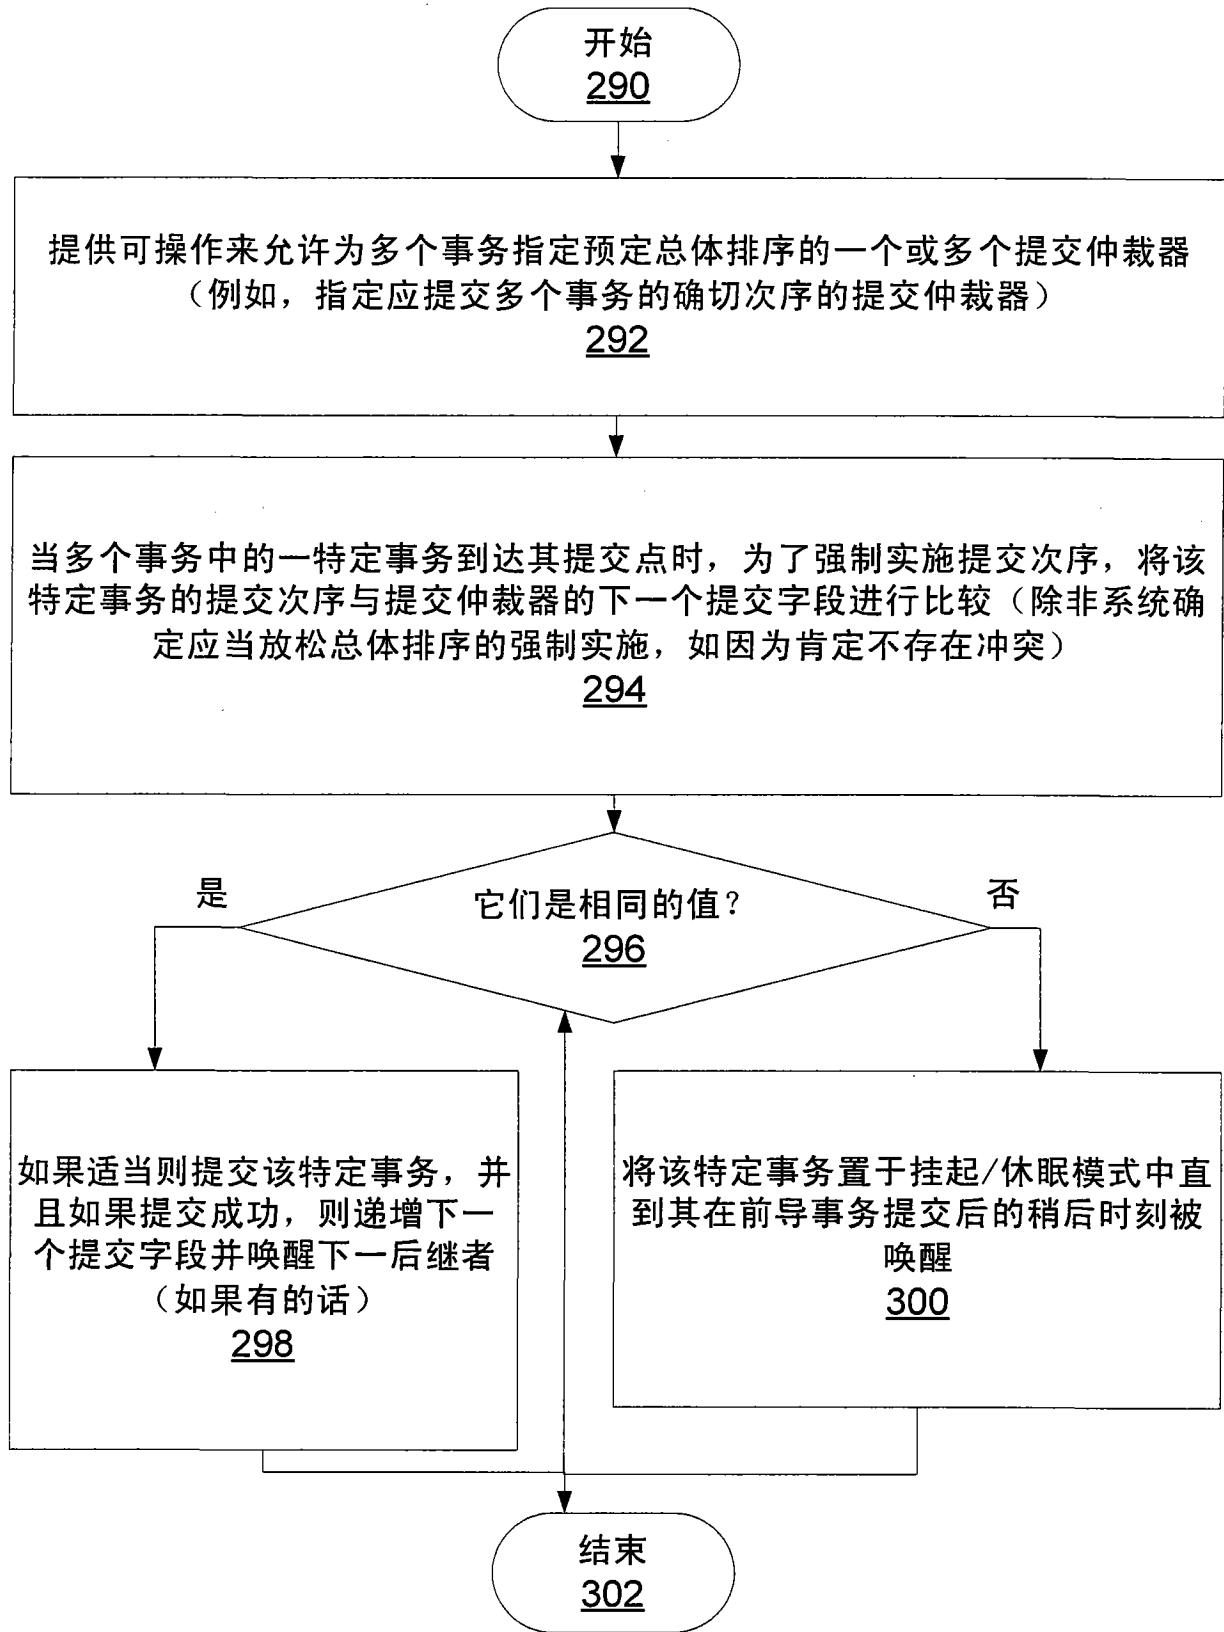 开始
290
提供可操作来允许为多个事务指定预定总体排序的一个或多个提交仲裁器
（例如，指定应提交多个事务的确切次序的提交仲裁器）
292
当多个事务中的一特定事务到达其提交点时，为了强制实施提交次序，将该
特定事务的提交次序与提交仲裁器的下一个提交字段进行比较（除非系统确
定应当放松总体排序的强制实施，如因为肯定不存在冲突）
294
是
它们是相同的值？
296
否
如果适当则提交该特定事务，并
且如果提交成功，则递增下一
个提交字段并唤醒下一后继者
（如果有的话）
298
将该特定事务置于挂起/休眠模式中直
到其在前导事务提交后的稍后时刻被
唤醒
300
结束
302